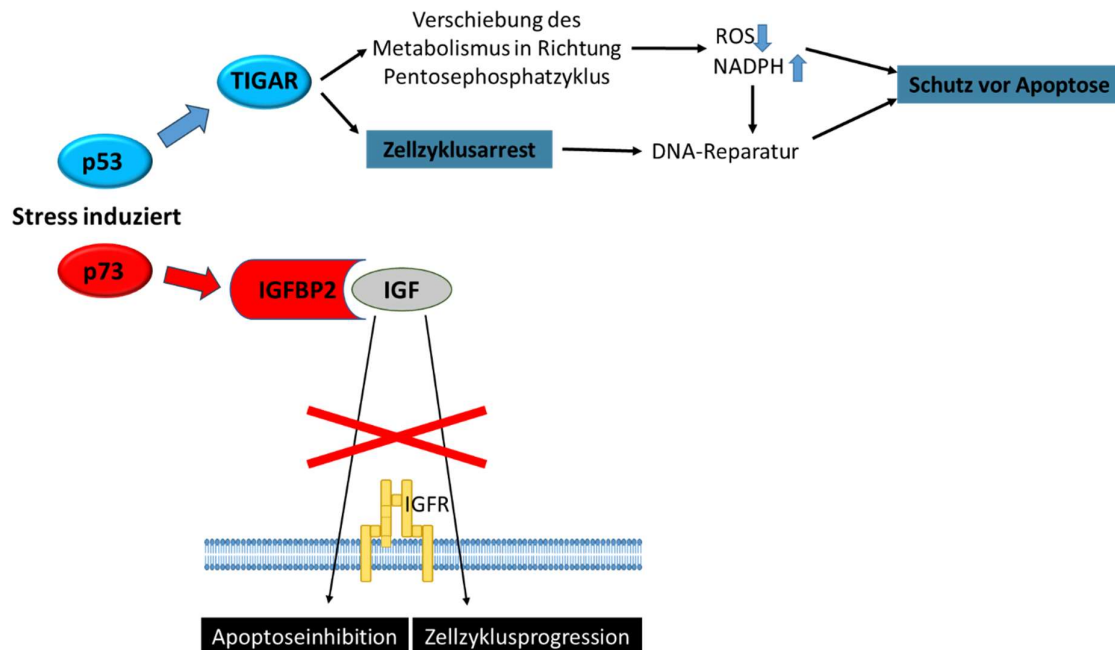 Verschiebung des
Metabolismus in Richtung
Pentosephosphatzyklus
ROS
NADPH
TIGAR
Schutz vor Apoptose
p53
Zellzyklusarrest
DNA-Reparatur
Stress induziert
p73
IGFBP2
IGF
IGFR
Apoptoseinhibition
Zellzyklusprogression